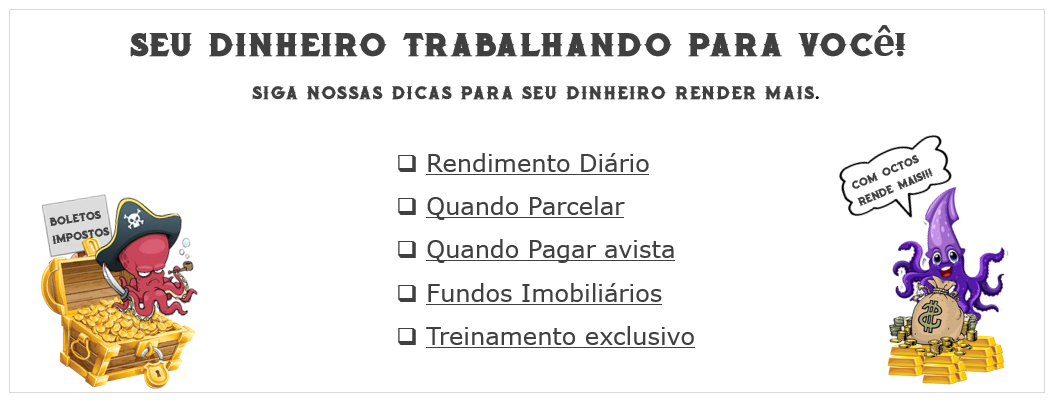 SEU DINHEIRO TRABALHANDO PARA VOCÊ!
SIGA NOSSAS DICAS PARA SEU DINHEIRO RENDER MAIS.
Rendimento Diário
Quando Parcelar
Quando Pagar avista
Fundos Imobiliários
Treinamento exclusivo
BOLETOS
IMPOSTOS
COM OCTOS
RENDE MAIS!!!